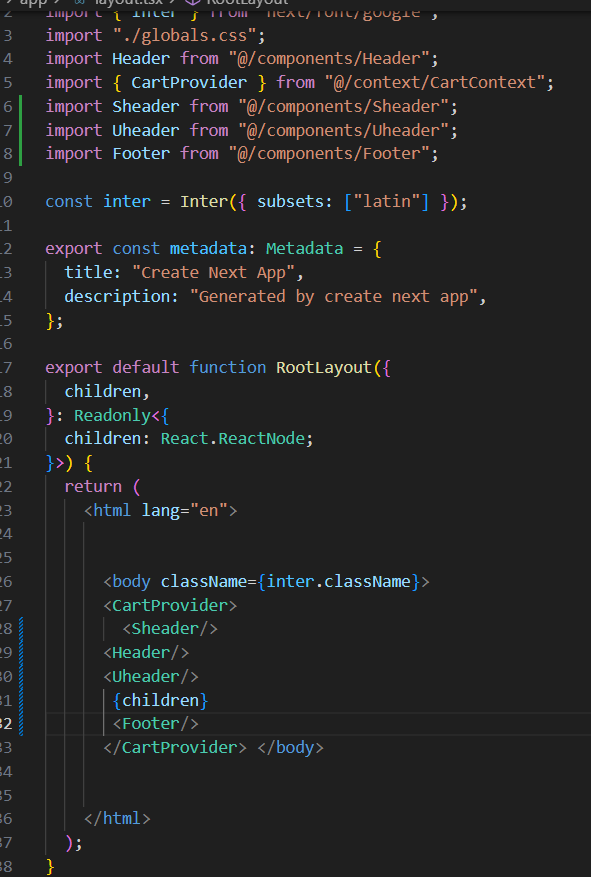 app > layout.tsx > RootLayout
import { Inter } from "next/font/google";
3 import "./globals.css";
4 import Header from "@/components/Header";
5 import { CartProvider } from "@/context/CartContext";
6 import Sheader from "@/components/Sheader";
7 import Uheader from "@/components/Uheader";
8 import Footer from "@/components/Footer";
9
10 const inter = Inter({ subsets: ["latin"] });
11
12 export const metadata: Metadata = {
13   title: "Create Next App",
14   description: "Generated by create next app",
15 };
16
17 export default function RootLayout({
18   children,
19 }: Readonly<{
20   children: React.ReactNode;
21 }>) {
22   return (
23     <html lang="en">
24
25
26       <body className={inter.className}>
27       <CartProvider>
28         <Sheader/>
29       <Header/>
30       <Uheader/>
31        {children}
32        <Footer/>
33       </CartProvider> </body>
34
35
36     </html>
37   );
38 }